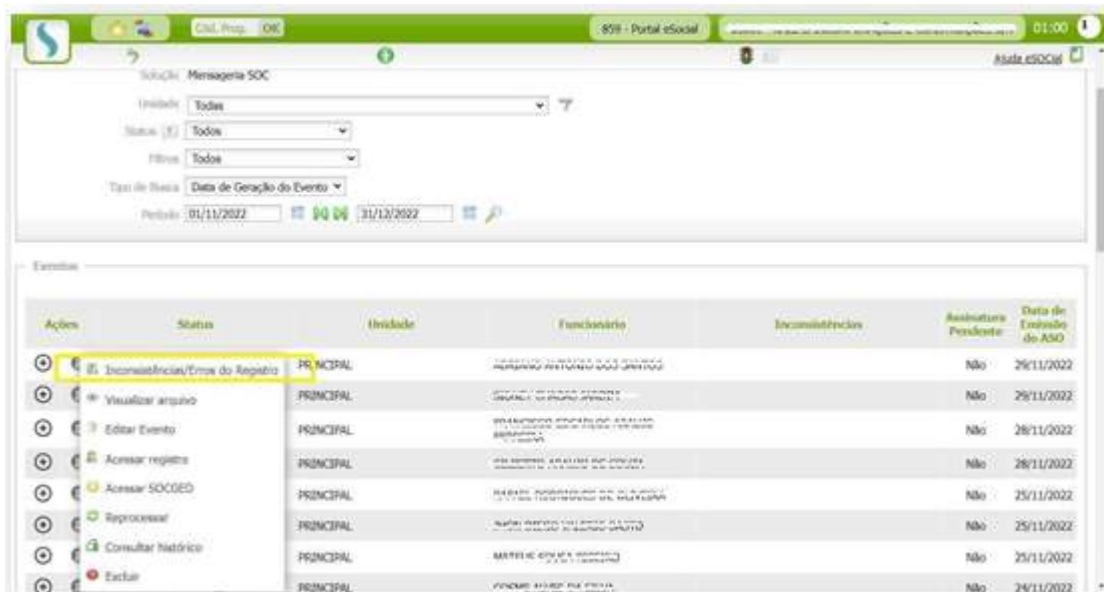 Cód. Prog. OK 859 - Portal eSocial 01:00 1
Ajuda eSOCial
Solução Mensageria SOC
Unidade Todas
Status [?] Todos
Filtros Todos
Tipo de Busca Data de Geração do Evento
Período 01/11/2022 31/12/2022
Eventos
Ações Status Unidade Funcionário Inconsistências Assinatura Pendente Data de Emissão do ASO
Inconsistências/Erros do Registro PRINCIPAL Não 29/11/2022
Visualizar arquivo PRINCIPAL Não 29/11/2022
Editar Evento PRINCIPAL Não 28/11/2022
Acessar registro PRINCIPAL Não 28/11/2022
Acessar SOCGED PRINCIPAL Não 25/11/2022
Reprocessar PRINCIPAL Não 25/11/2022
Consultar histórico PRINCIPAL Não 25/11/2022
Excluir PRINCIPAL Não 24/11/2022